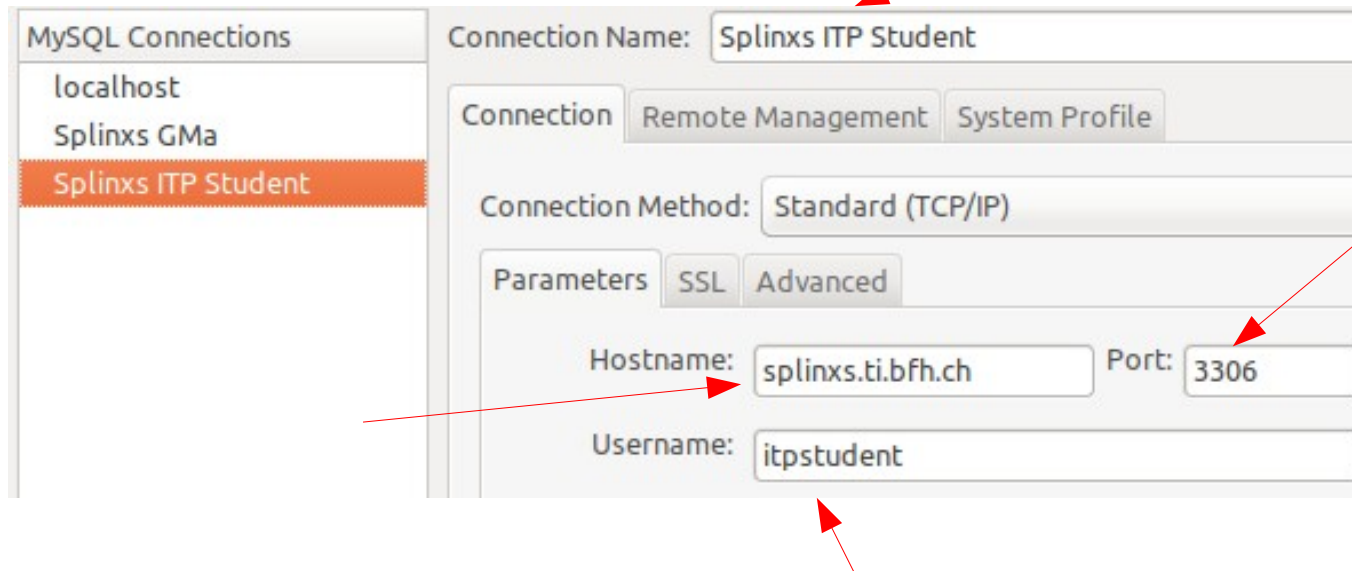 MySQL Connections
localhost
Splinxs GMa
Splinxs ITP Student
Connection Name: Splinxs ITP Student
Connection Remote Management System Profile
Connection Method: Standard (TCP/IP)
Parameters SSL Advanced
Hostname: splinxs.ti.bfh.ch Port: 3306
Username: itpstudent